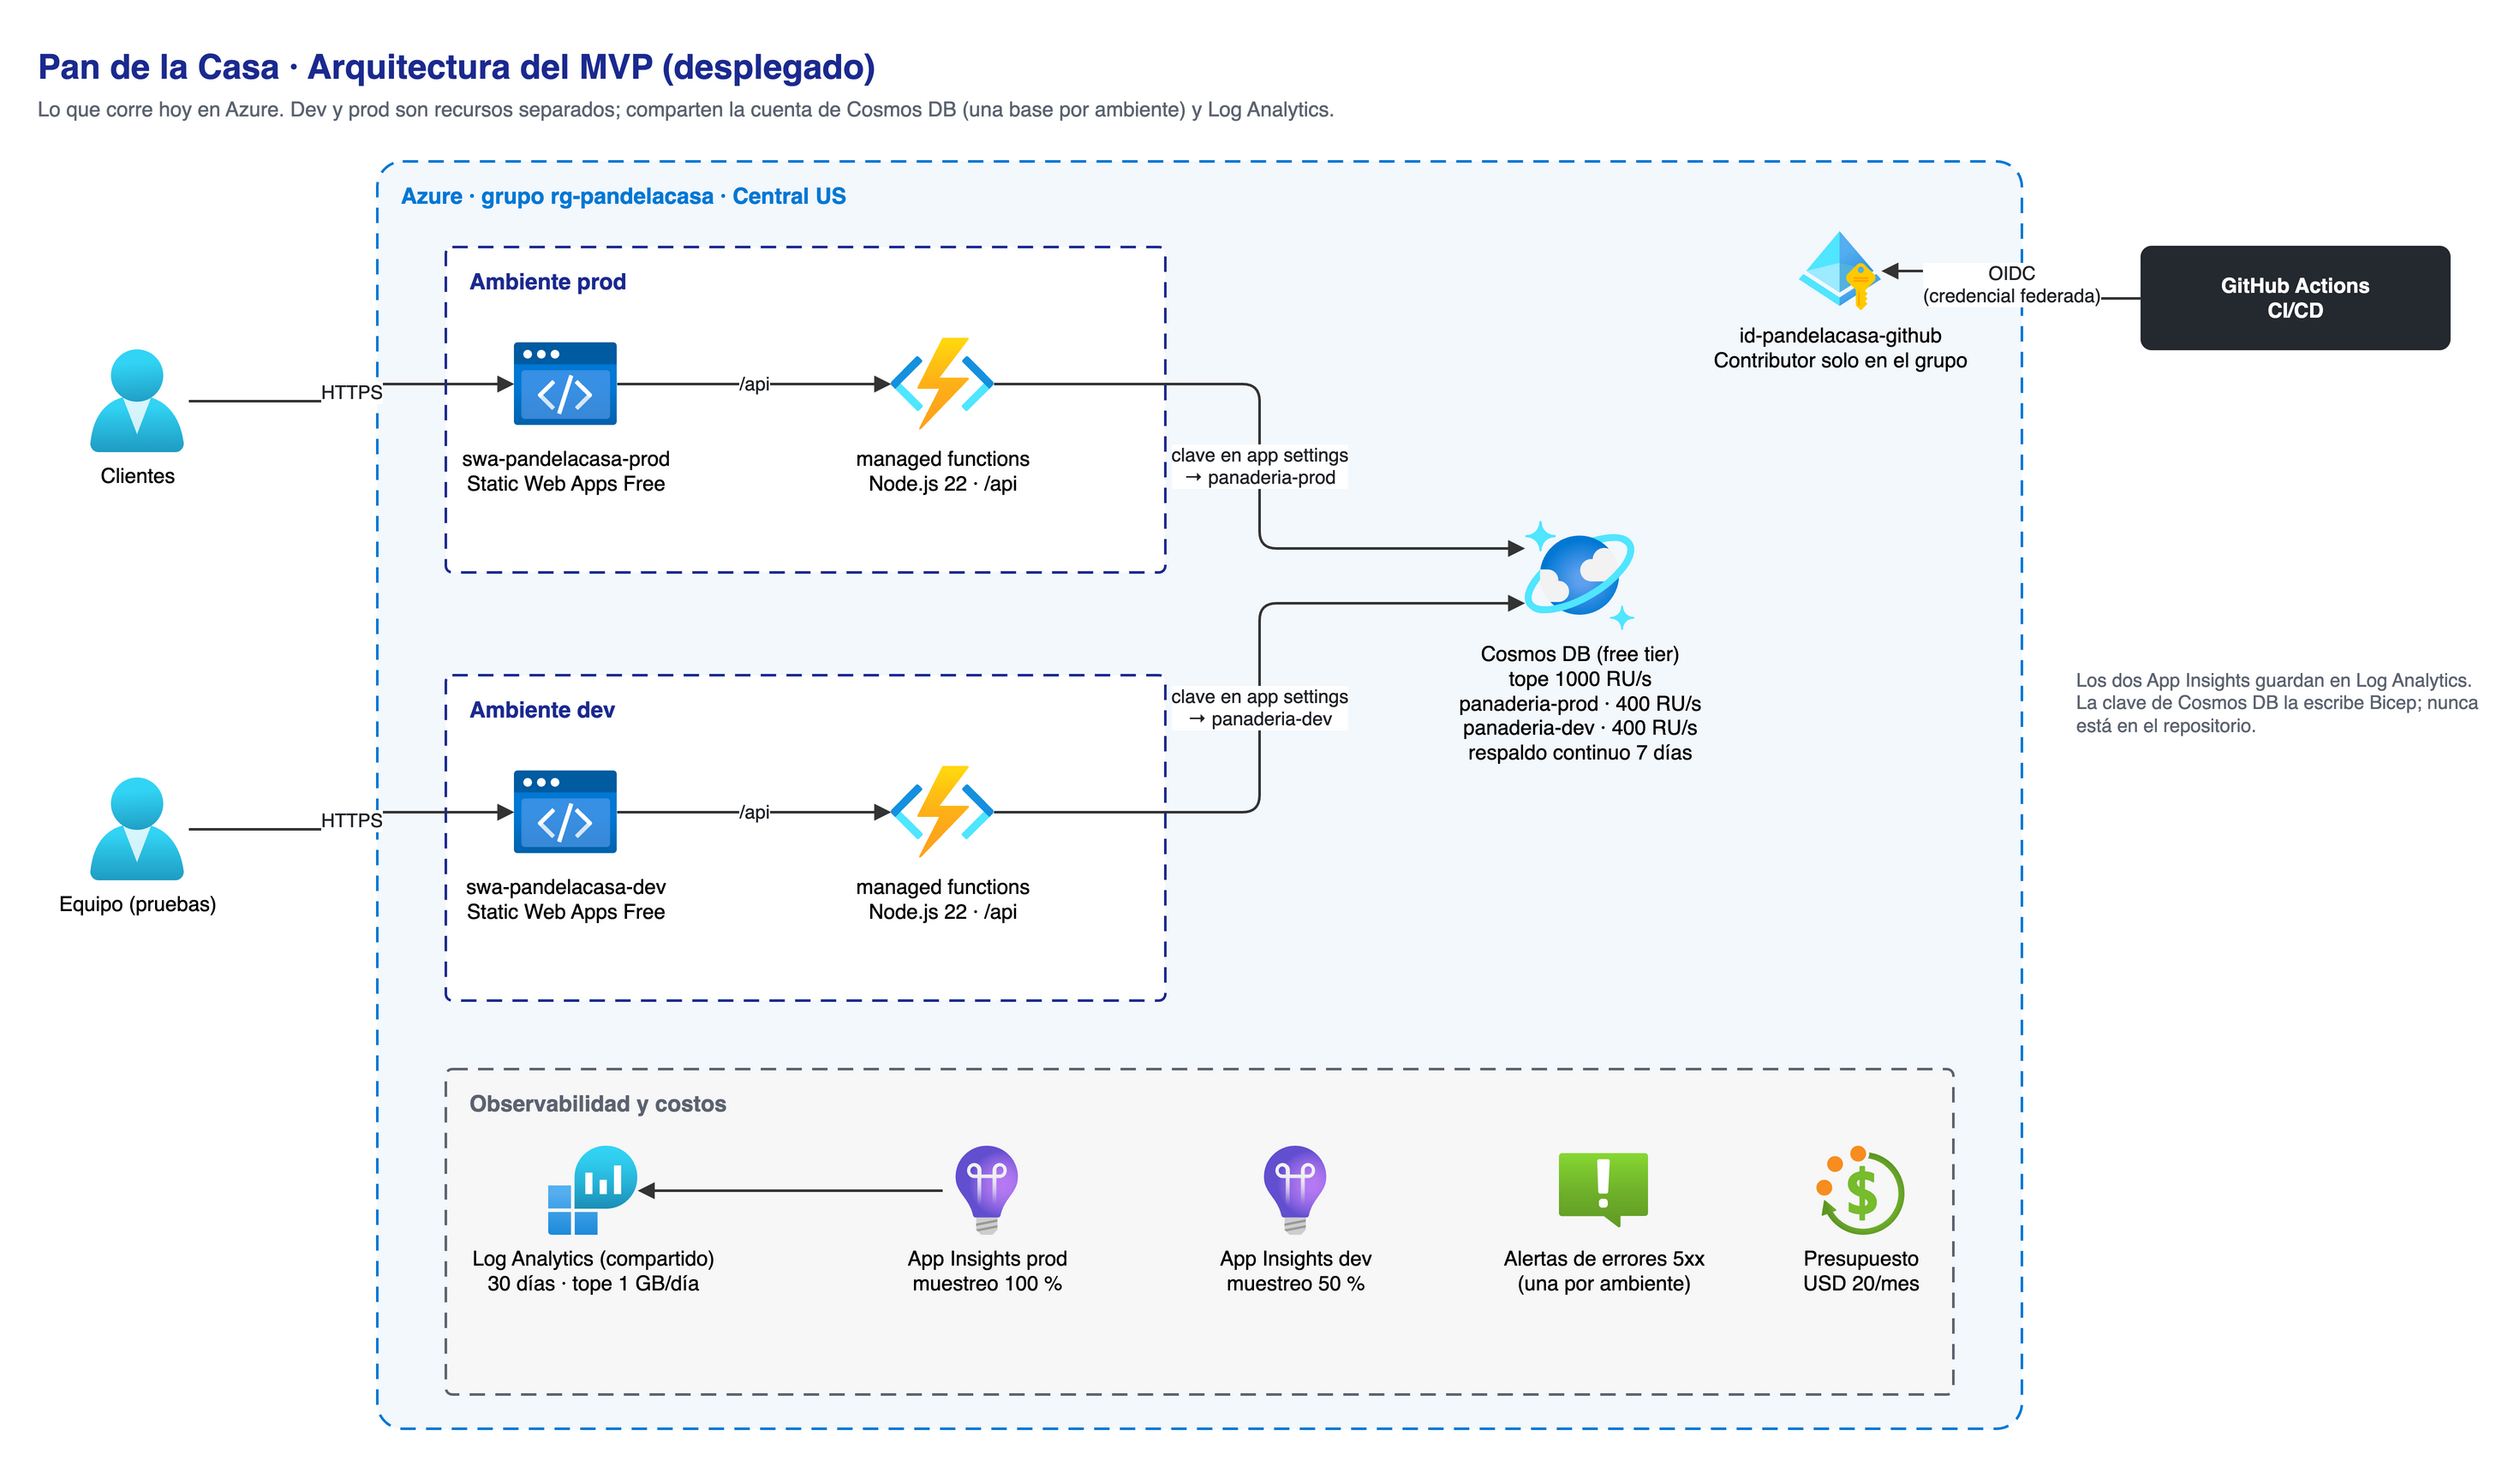 Pan de la Casa · Arquitectura del MVP (desplegado)
Lo que corre hoy en Azure. Dev y prod son recursos separados; comparten la cuenta de Cosmos DB (una base por ambiente) y Log Analytics.
Azure · grupo rg-pandelacasa · Central US
Ambiente prod
Clientes
HTTPS
swa-pandelacasa-prod
Static Web Apps Free
/api
managed functions
Node.js 22 · /api
clave en app settings
→ panaderia-prod
id-pandelacasa-github
Contributor solo en el grupo
OIDC
(credencial federada)
GitHub Actions
CI/CD
Cosmos DB (free tier)
tope 1000 RU/s
panaderia-prod · 400 RU/s
panaderia-dev · 400 RU/s
respaldo continuo 7 días
Los dos App Insights guardan en Log Analytics.
La clave de Cosmos DB la escribe Bicep; nunca
está en el repositorio.
Ambiente dev
Equipo (pruebas)
HTTPS
swa-pandelacasa-dev
Static Web Apps Free
/api
managed functions
Node.js 22 · /api
clave en app settings
→ panaderia-dev
Observabilidad y costos
Log Analytics (compartido)
30 días · tope 1 GB/día
App Insights prod
muestreo 100 %
App Insights dev
muestreo 50 %
Alertas de errores 5xx
(una por ambiente)
Presupuesto
USD 20/mes